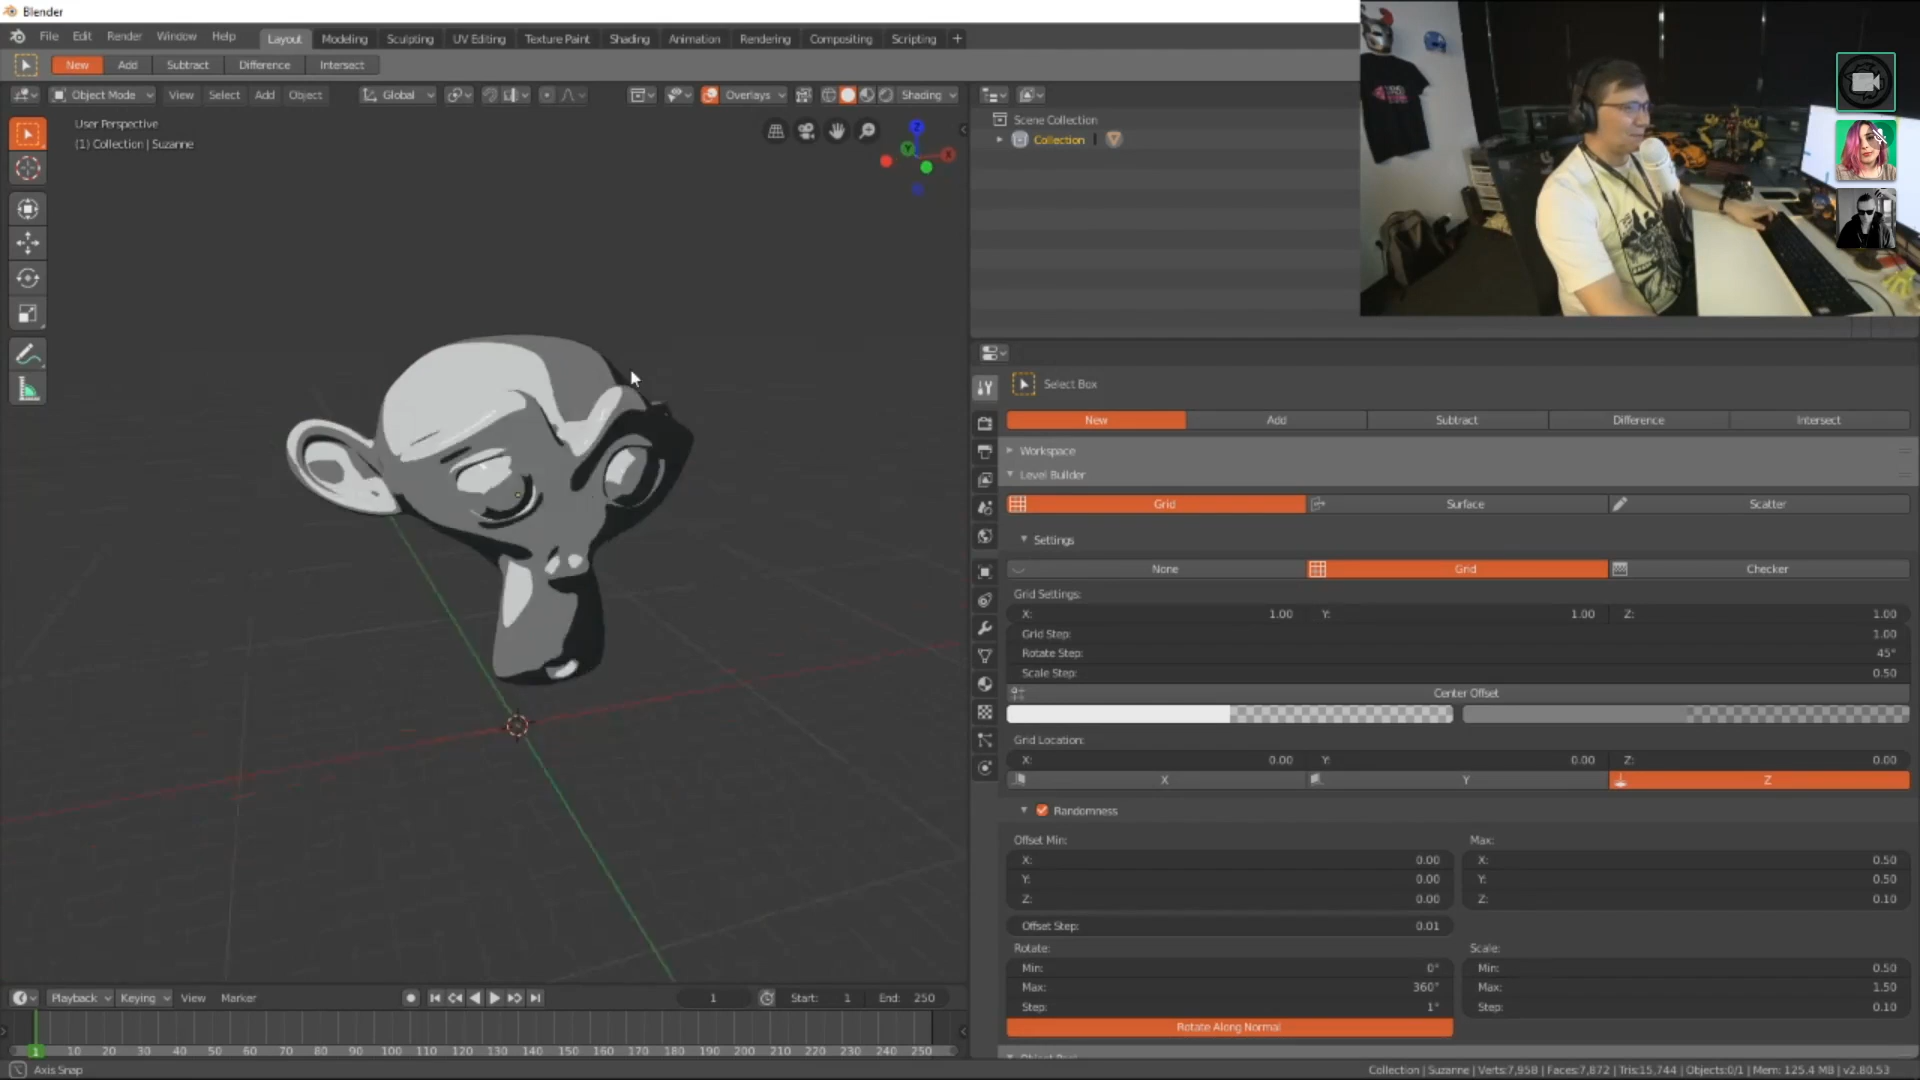 Blender
File Edit Render Window Help Layout Modeling Sculpting UV Editing Texture Paint Shading Animation Rendering Compositing Scripting +
New Add Subtract Difference Intersect
Object Mode View Select Add Object Global Overlays Shading
User Perspective
(1) Collection | Suzanne
Z
Y
X
Scene Collection
Collection
Select Box
New Add Subtract Difference Intersect
Workspace
Level Builder
Grid Surface Scatter
Settings
None Grid Checker
Grid Settings:
X: 1.00 Y: 1.00 Z: 1.00
Grid Step: 1.00
Rotate Step: 45°
Scale Step: 0.50
Center Offset
Grid Location:
X: 0.00 Y: 0.00 Z: 0.00
X Y Z
Randomness
Offset Min: Max:
X: 0.00 X: 0.50
Y: 0.00 Y: 0.50
Z: 0.00 Z: 0.10
Offset Step: 0.01
Rotate: Scale:
Min: 0° Min: 0.50
Max: 360° Max: 1.50
Step: 1° Step: 0.10
Rotate Along Normal
Playback Keying View Marker 1 Start: 1 End: 250
1 10 20 30 40 50 60 70 80 90 100 110 120 130 140 150 160 170 180 190 200 210 220 230 240 250
Axis Snap
Collection | Suzanne | Verts:7,958 | Faces:7,872 | Tris:15,744 | Objects:0/1 | Mem: 125.4 MB | v2.80.53